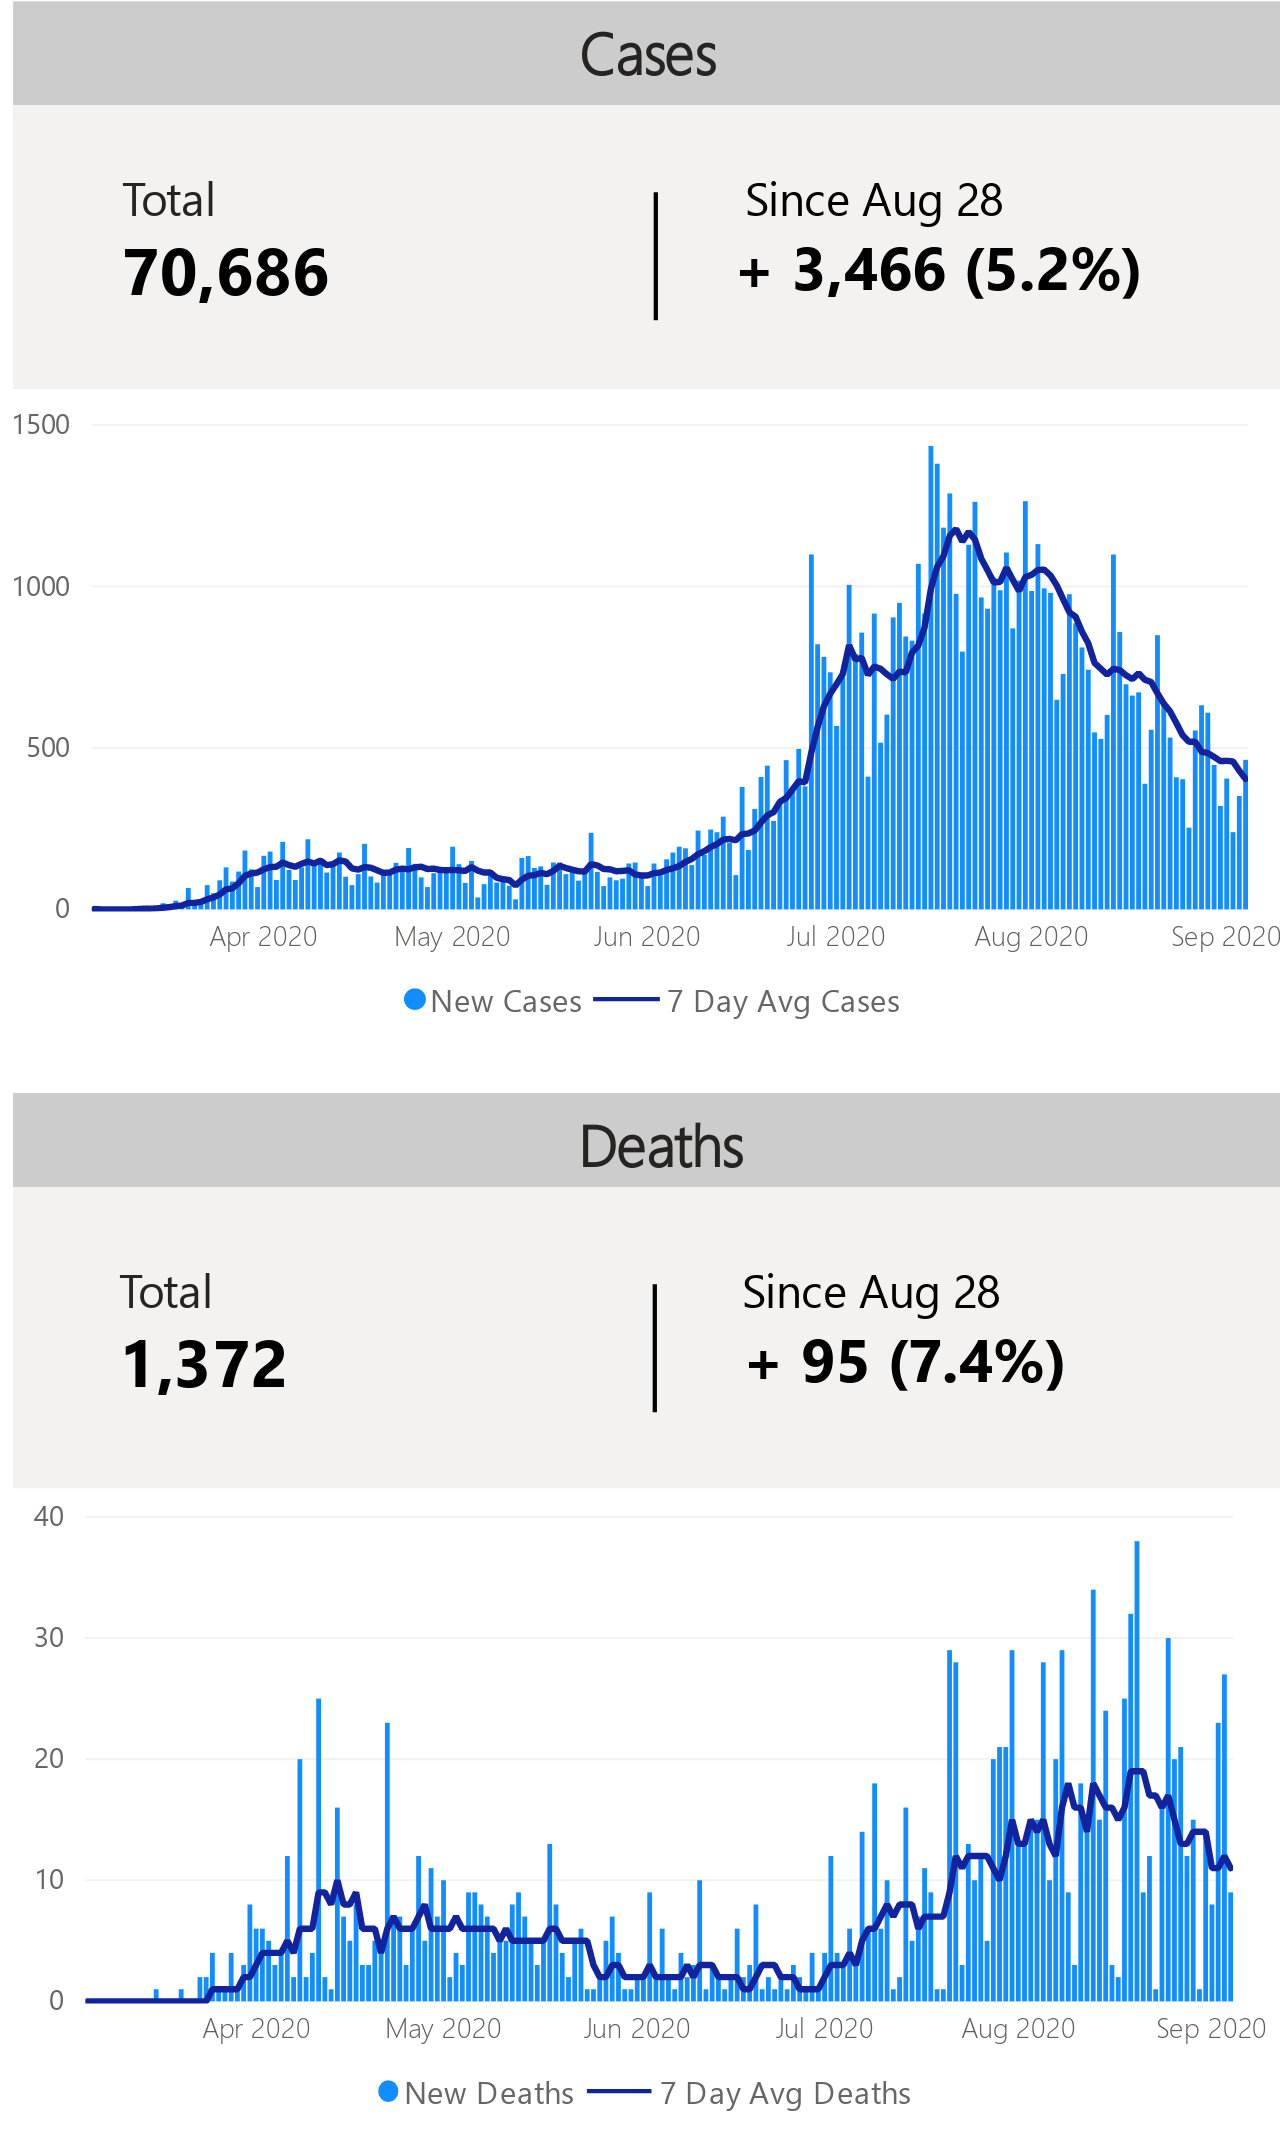 Cases
Total
Since Aug 28
70,686
+ 3,466 (5.2%)
1500
1000
500
0
Apr 2020 May 2020 Jun 2020 Jul 2020 Aug 2020 Sep 2020
New Cases 7 Day Avg Cases
Deaths
Total
Since Aug 28
1,372
+ 95 (7.4%)
40
30
20
10
0
Apr 2020 May 2020 Jun 2020 Jul 2020 Aug 2020 Sep 2020
New Deaths 7 Day Avg Deaths